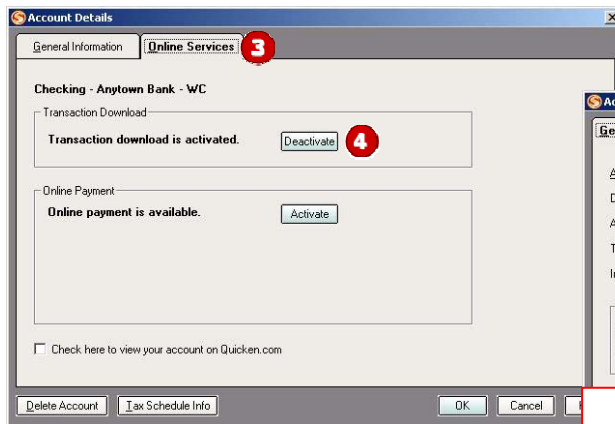 Account Details
General Information
Online Services
3
Checking - Anytown Bank - WC
Transaction Download
Transaction download is activated.
Deactivate
4
Online Payment
Online payment is available.
Activate
Check here to view your account on Quicken.com
Delete Account
Tax Schedule Info
OK
Cancel